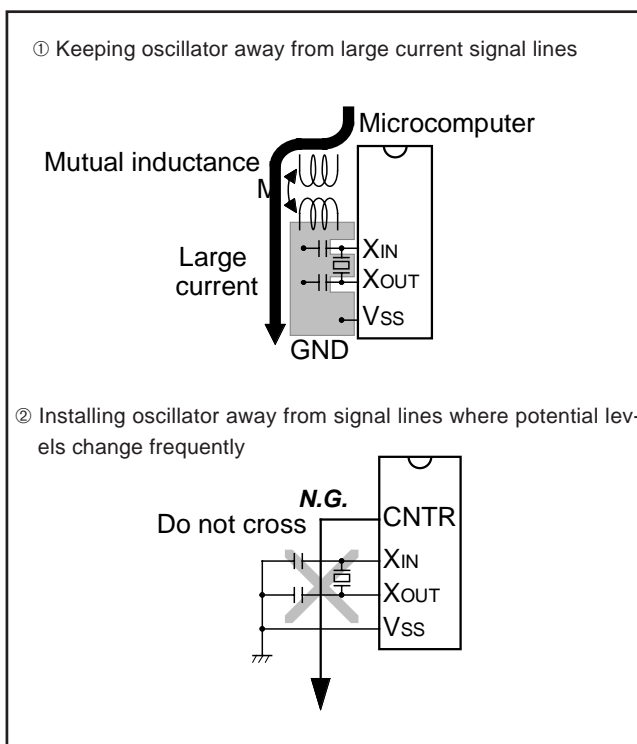 ① Keeping oscillator away from large current signal lines
Microcomputer
Mutual inductance
M
XIN
Large
current
XOUT
VSS
GND
② Installing oscillator away from signal lines where potential lev-
els change frequently
N.G.
Do not cross
CNTR
XIN
XOUT
VSS